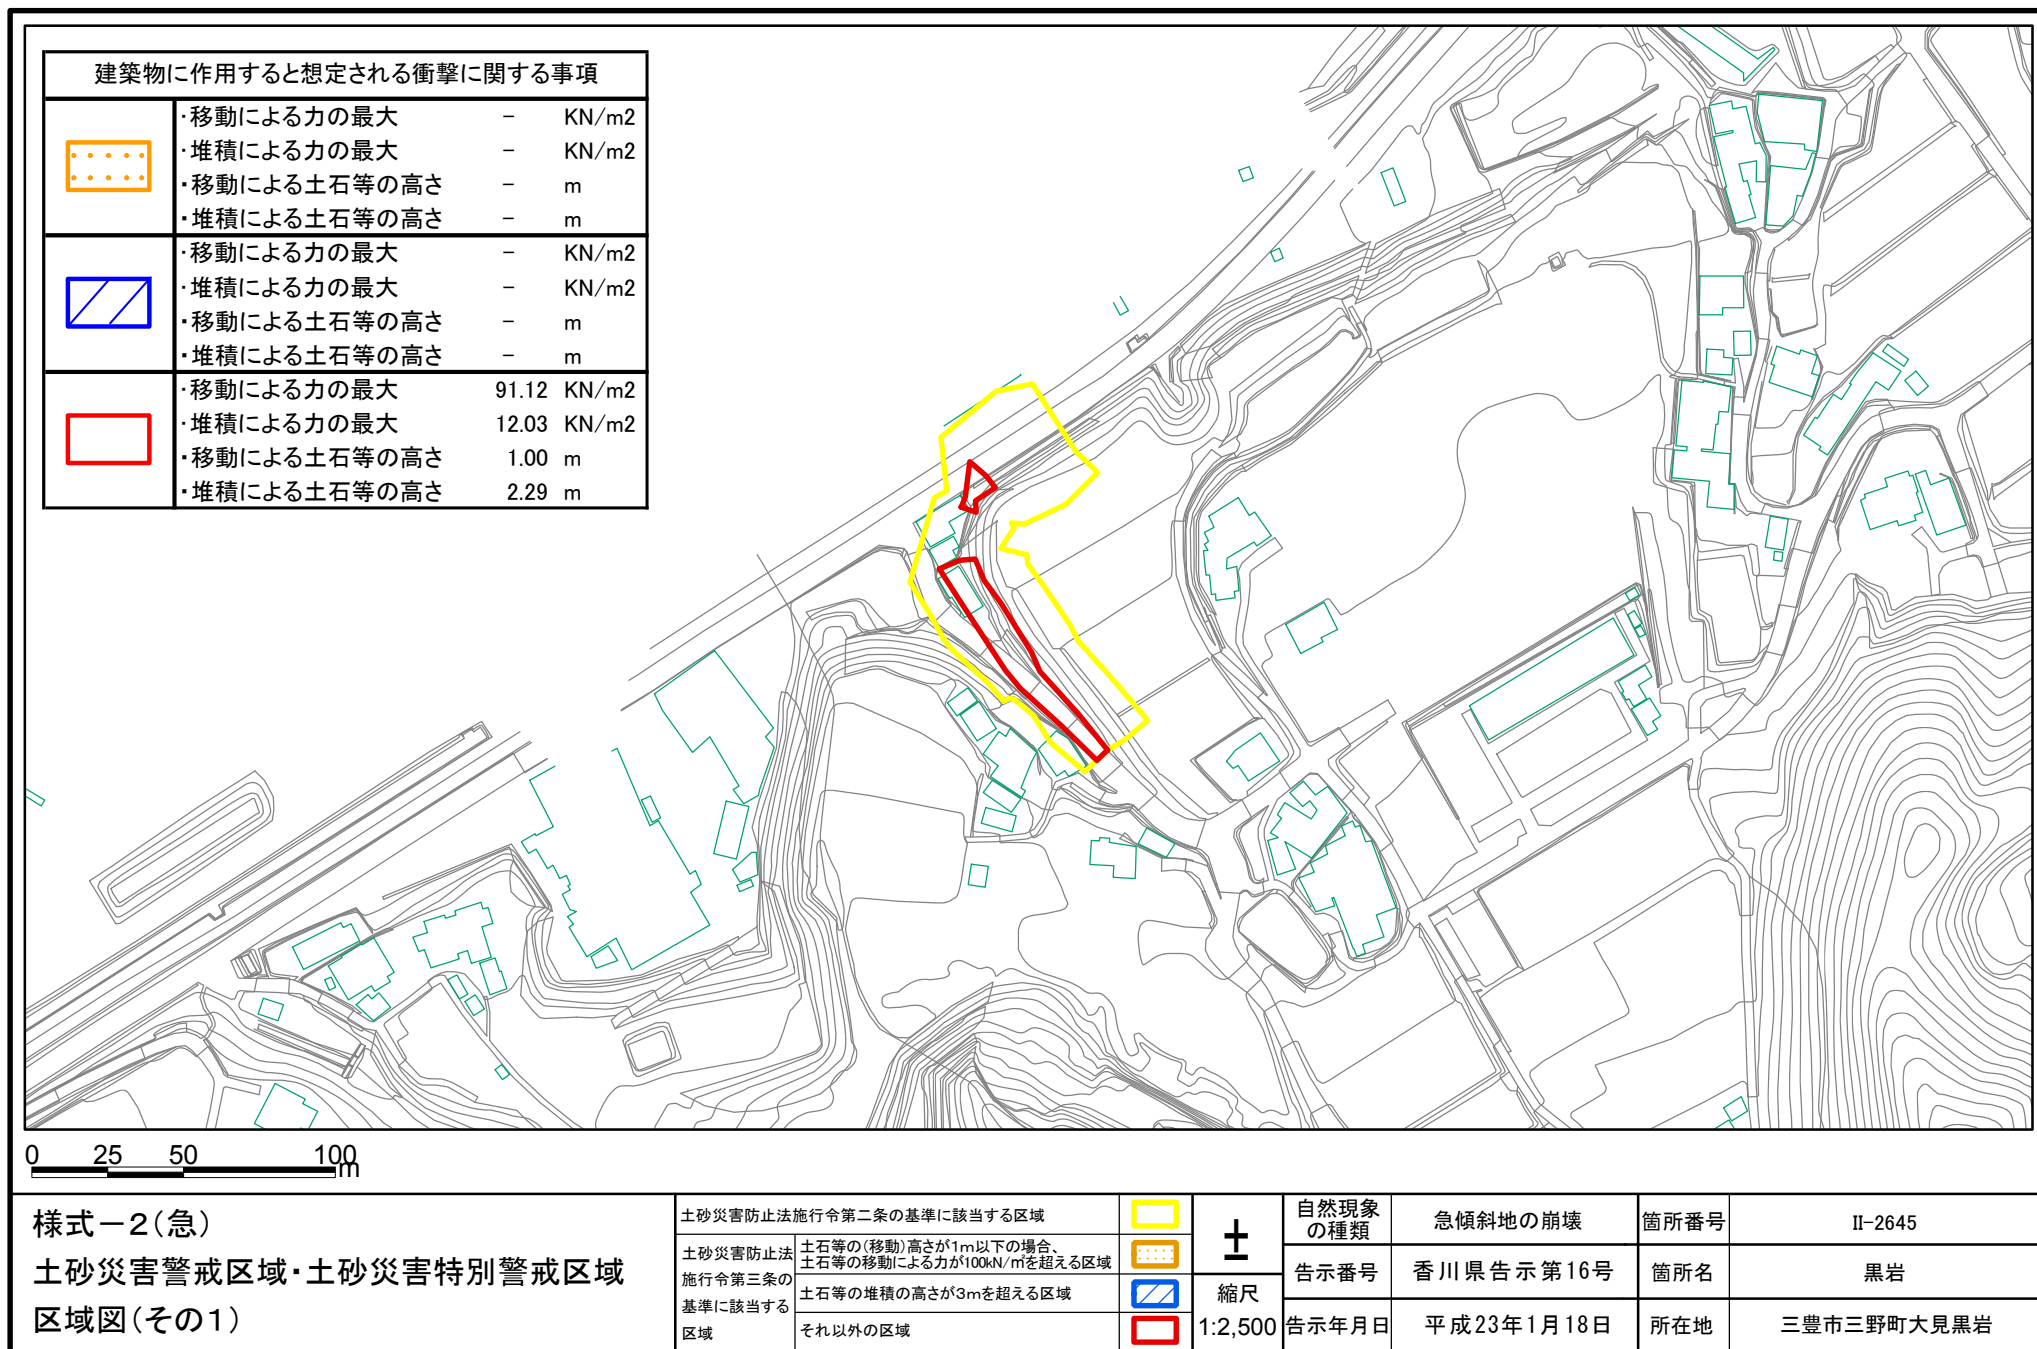 建築物に作用すると想定される衝撃に関する事項
・移動による力の最大 － KN/m2
・堆積による力の最大 － KN/m2
・移動による土石等の高さ － m
・堆積による土石等の高さ － m
・移動による力の最大 － KN/m2
・堆積による力の最大 － KN/m2
・移動による土石等の高さ － m
・堆積による土石等の高さ － m
・移動による力の最大 91.12 KN/m2
・堆積による力の最大 12.03 KN/m2
・移動による土石等の高さ 1.00 m
・堆積による土石等の高さ 2.29 m
0 25 50 100
m
様式－2(急)
土砂災害警戒区域・土砂災害特別警戒区域
区域図(その1)
土砂災害防止法施行令第二条の基準に該当する区域
土砂災害防止法
施行令第三条の
基準に該当する
区域
土石等の(移動)高さが1m以下の場合、
土石等の移動による力が100kN/㎡を超える区域
土石等の堆積の高さが3mを超える区域
それ以外の区域
±
縮尺
1:2,500
自然現象
の種類
急傾斜地の崩壊
箇所番号
II-2645
告示番号
香川県告示第16号
箇所名
黒岩
告示年月日
平成23年1月18日
所在地
三豊市三野町大見黒岩